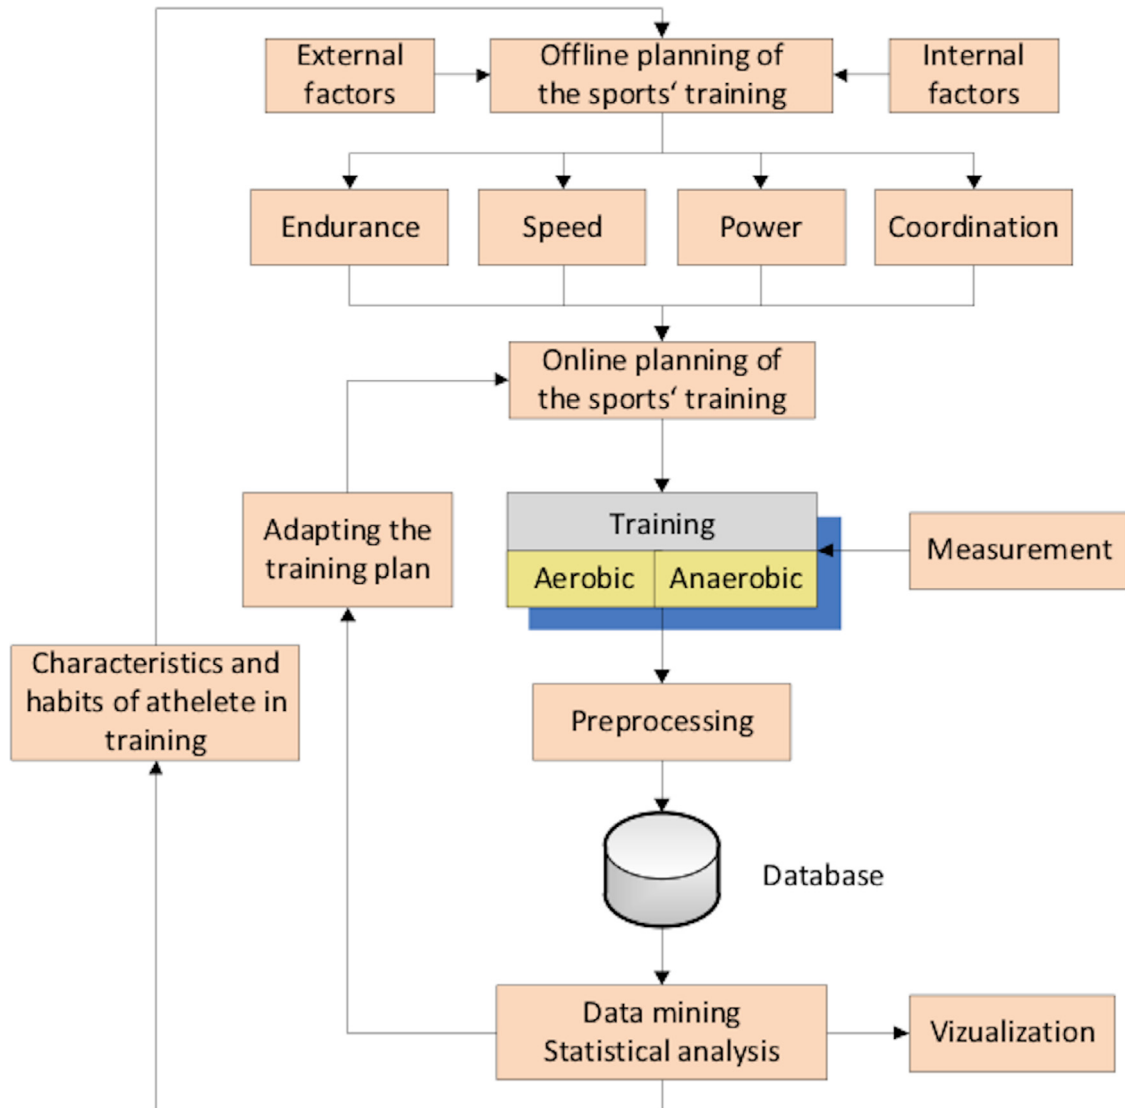 External
factors
Offline planning of
the sports‘ training
Internal
factors
Endurance
Speed
Power
Coordination
Online planning of
the sports‘ training
Adapting the
training plan
Training
Aerobic
Anaerobic
Measurement
Characteristics and
habits of athelete in
training
Preprocessing
Database
Data mining
Statistical analysis
Vizualization